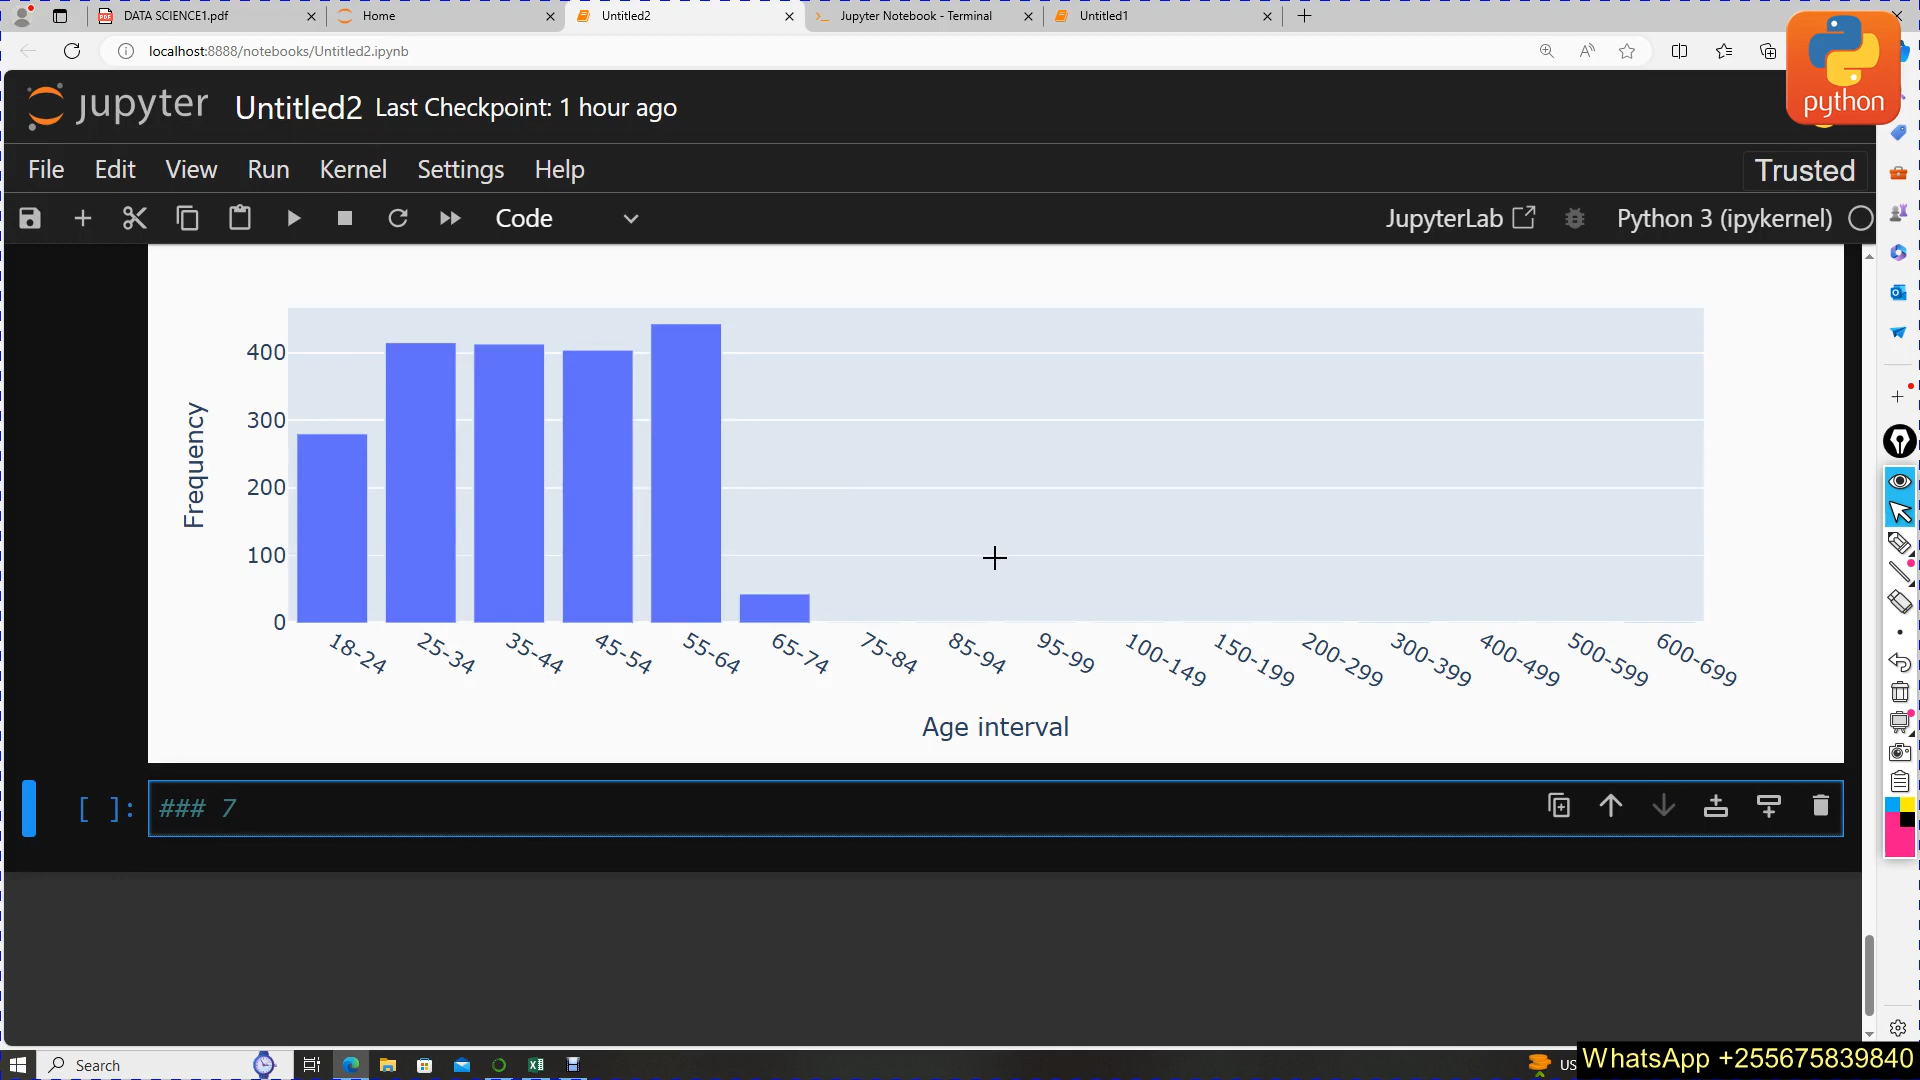 DATA SCIENCE1.pdf
Home
Untitled2
Jupyter Notebook - Terminal
Untitled1
localhost:8888/notebooks/Untitled2.ipynb
python
jupyter
Untitled2
Last Checkpoint: 1 hour ago
File
Edit
View
Run
Kernel
Settings
Help
Trusted
Code
JupyterLab
Python 3 (ipykernel)
400
300
200
100
0
Frequency
18-24
25-34
35-44
45-54
55-64
65-74
75-84
85-94
95-99
100-149
150-199
200-299
300-399
400-499
500-599
600-699
Age interval
[ ]:
### 7
Search
WhatsApp +255675839840